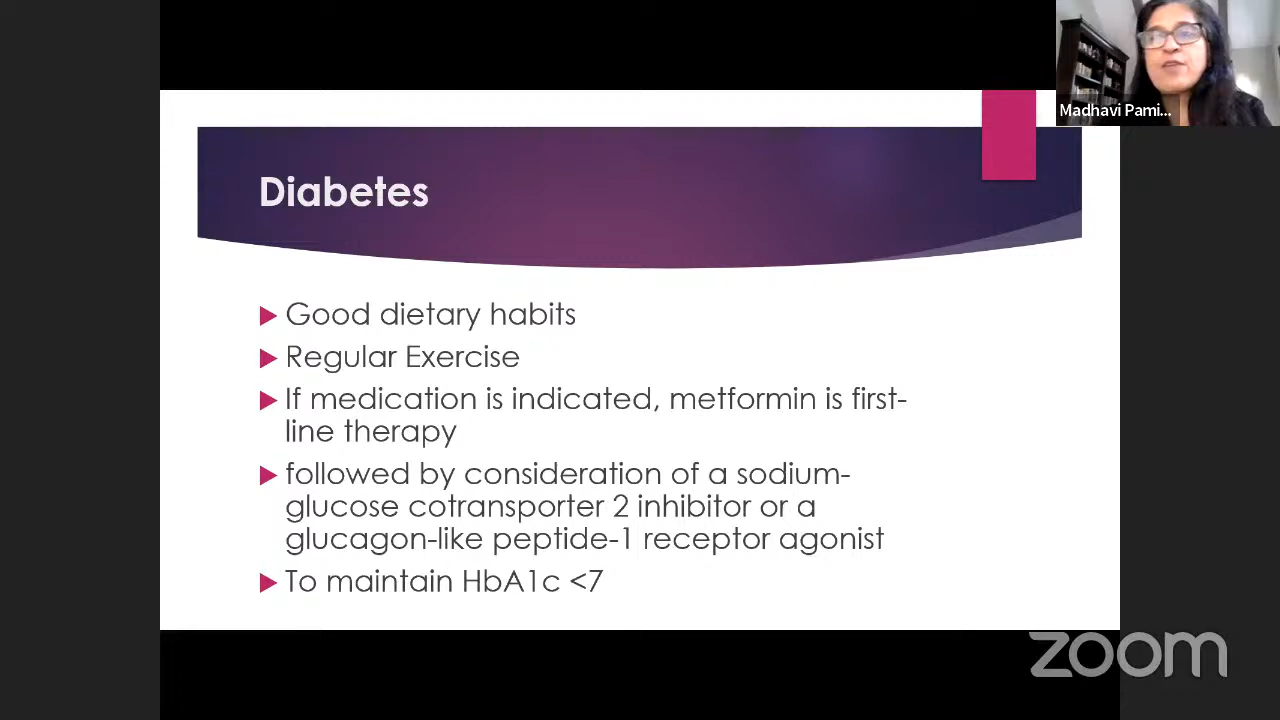 Madhavi Pami...
Diabetes
Good dietary habits
Regular Exercise
If medication is indicated, metformin is first-
line therapy
followed by consideration of a sodium-
glucose cotransporter 2 inhibitor or a
glucagon-like peptide-1 receptor agonist
To maintain HbA1c <7
zoom